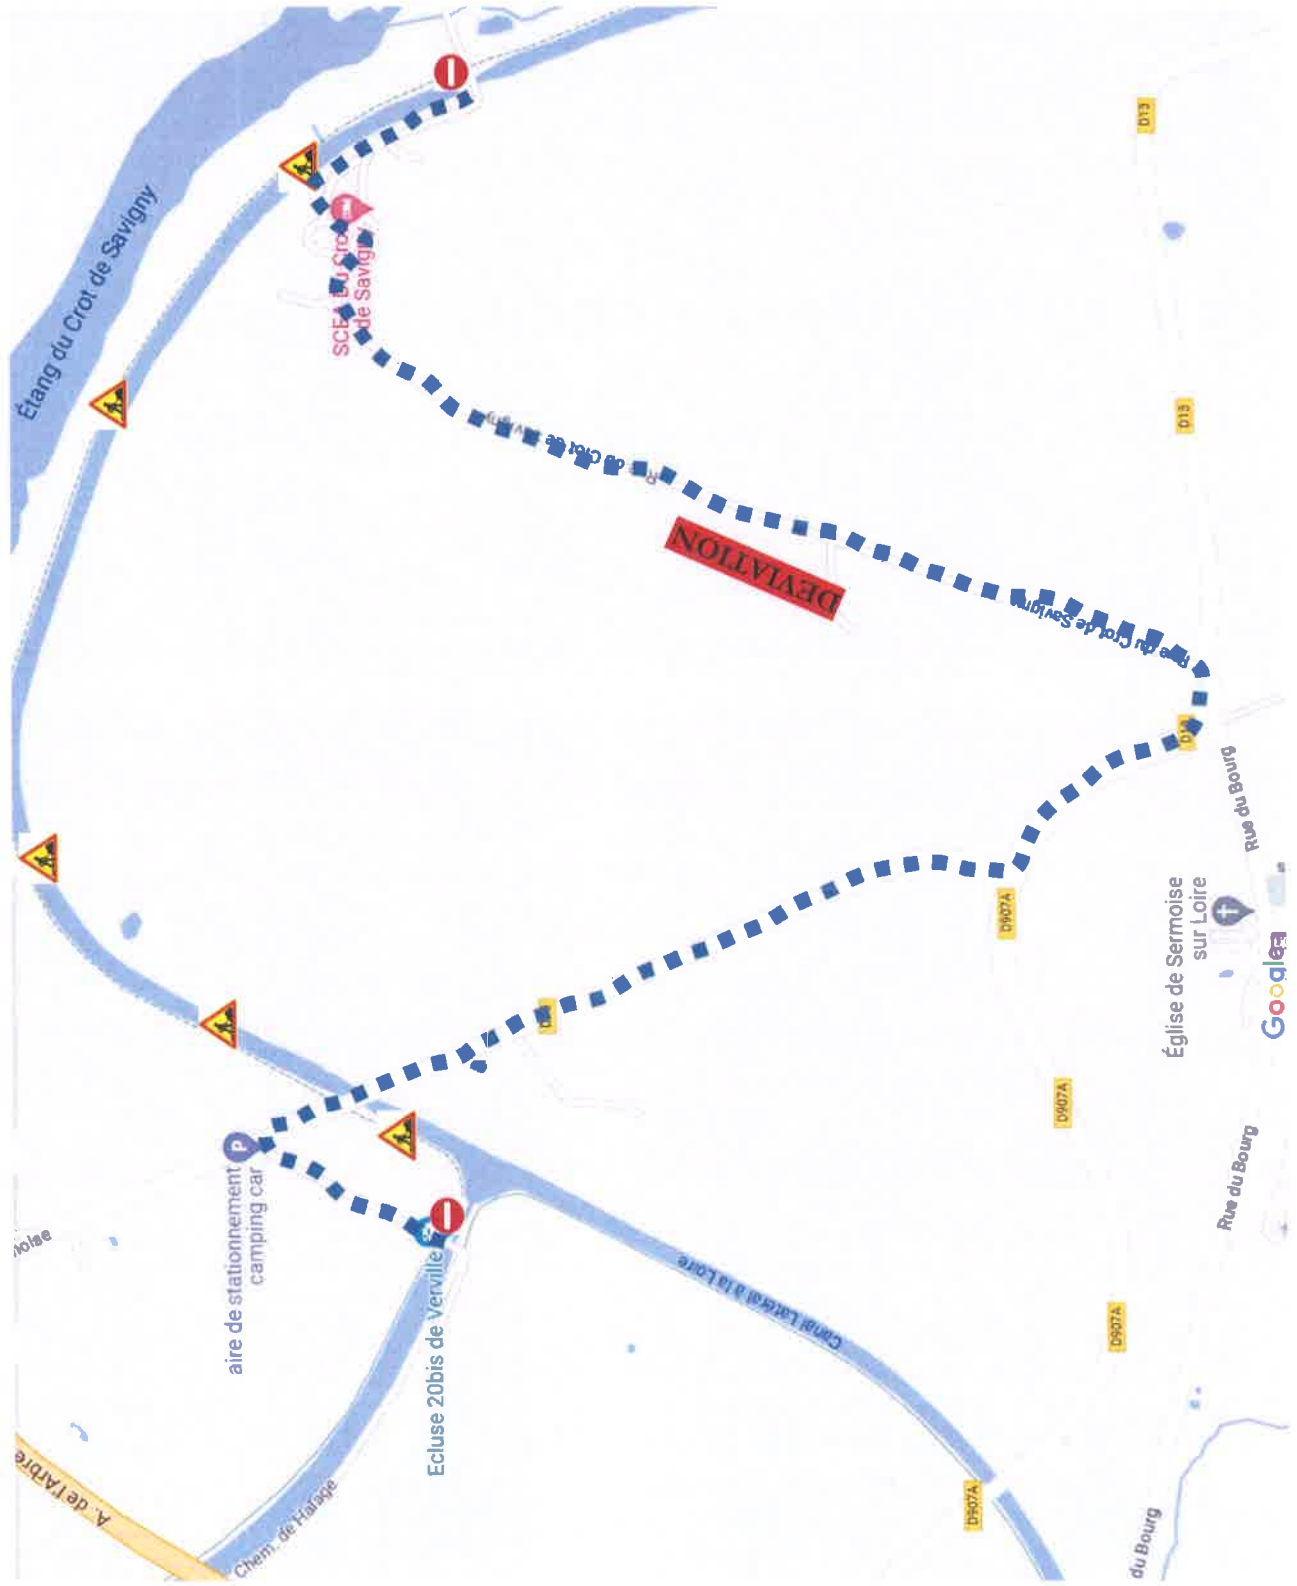 Étang du Crot de Savigny
SCEA Du Crot
de Savigny
Rue du Crot de Savigny
DEVIATION
Rue du Crot de Savigny
D13
D13
D13
Rue du Bourg
D907A
Église de Sermoise
sur Loire
Google
D907A
Rue du Bourg
D907A
D907A
du Bourg
P
aire de stationnement
camping car
Ecluse 20bis de Verville
Canal Latéral à la Loire
Chem. de Halage
A. de l'Arbre